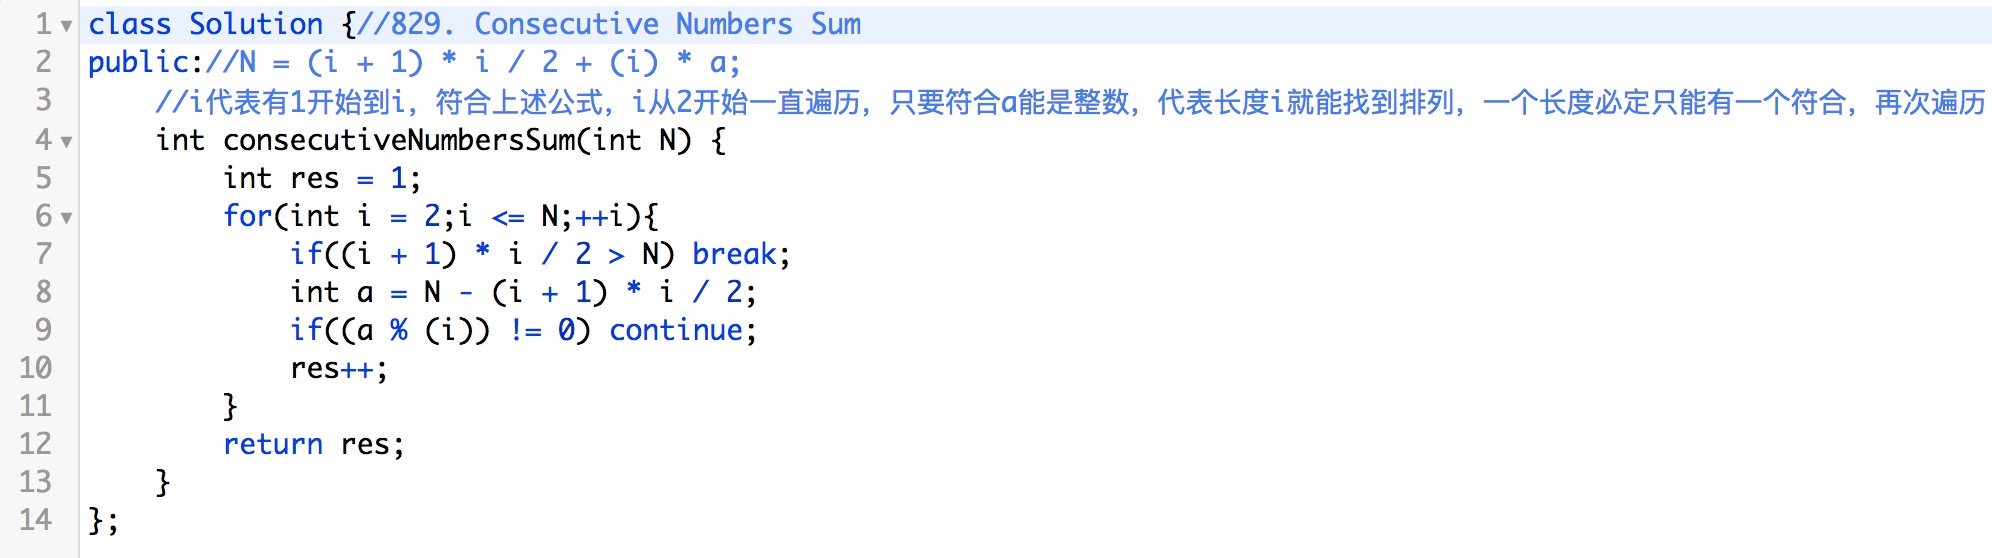 1 class Solution {//829. Consecutive Numbers Sum
2 public://N = (i + 1) * i / 2 + (i) * a;
3     //i代表有1开始到i，符合上述公式，i从2开始一直遍历，只要符合a能是整数，代表长度i就能找到排列，一个长度必定只能有一个符合，再次遍历
4     int consecutiveNumbersSum(int N) {
5         int res = 1;
6         for(int i = 2;i <= N;++i){
7             if((i + 1) * i / 2 > N) break;
8             int a = N - (i + 1) * i / 2;
9             if((a % (i)) != 0) continue;
10             res++;
11         }
12         return res;
13     }
14 };